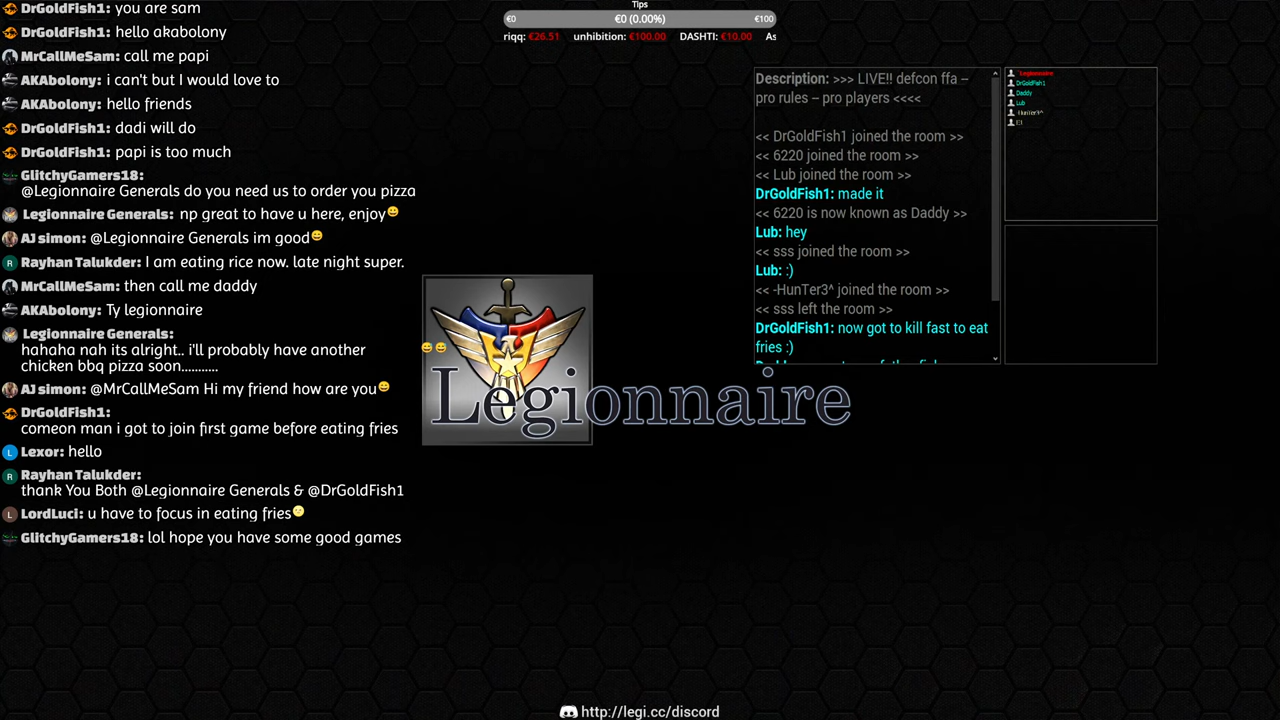 DrGoldFish1: you are sam
DrGoldFish1: hello akabolony
MrCallMeSam: call me papi
AKAbolony: i can't but I would love to
AKAbolony: hello friends
DrGoldFish1: dadi will do
DrGoldFish1: papi is too much
GlitchyGamers18:
@Legionnaire Generals do you need us to order you pizza
Legionnaire Generals: np great to have u here, enjoy😄
AJ simon: @Legionnaire Generals im good😄
R Rayhan Talukder: I am eating rice now. late night super.
MrCallMeSam: then call me daddy
AKAbolony: Ty legionnaire
Legionnaire Generals:
hahaha nah its alright.. i'll probably have another
chicken bbq pizza soon...........
AJ simon: @MrCallMeSam Hi my friend how are you😄
DrGoldFish1:
comeon man i got to join first game before eating fries
L Lexor: hello
R Rayhan Talukder:
thank You Both @Legionnaire Generals & @DrGoldFish1
L LordLuci: u have to focus in eating fries
GlitchyGamers18: lol hope you have some good games
Tips
€0 €0 (0.00%) €100
riqq: €26.51 unhibition: €100.00 DASHTI: €10.00 As
Legionnaire
Description: >>> LIVE!! defcon ffa –
pro rules – pro players <<<<
<< DrGoldFish1 joined the room >>
<< 6220 joined the room >>
<< Lub joined the room >>
DrGoldFish1: made it
<< 6220 is now known as Daddy >>
Lub: hey
<< sss joined the room >>
Lub: :)
<< -HunTer3^ joined the room >>
<< sss left the room >>
DrGoldFish1: now got to kill fast to eat
fries :)
DrGoldFish1
Daddy
Lub
-HunTer3^
http://legi.cc/discord